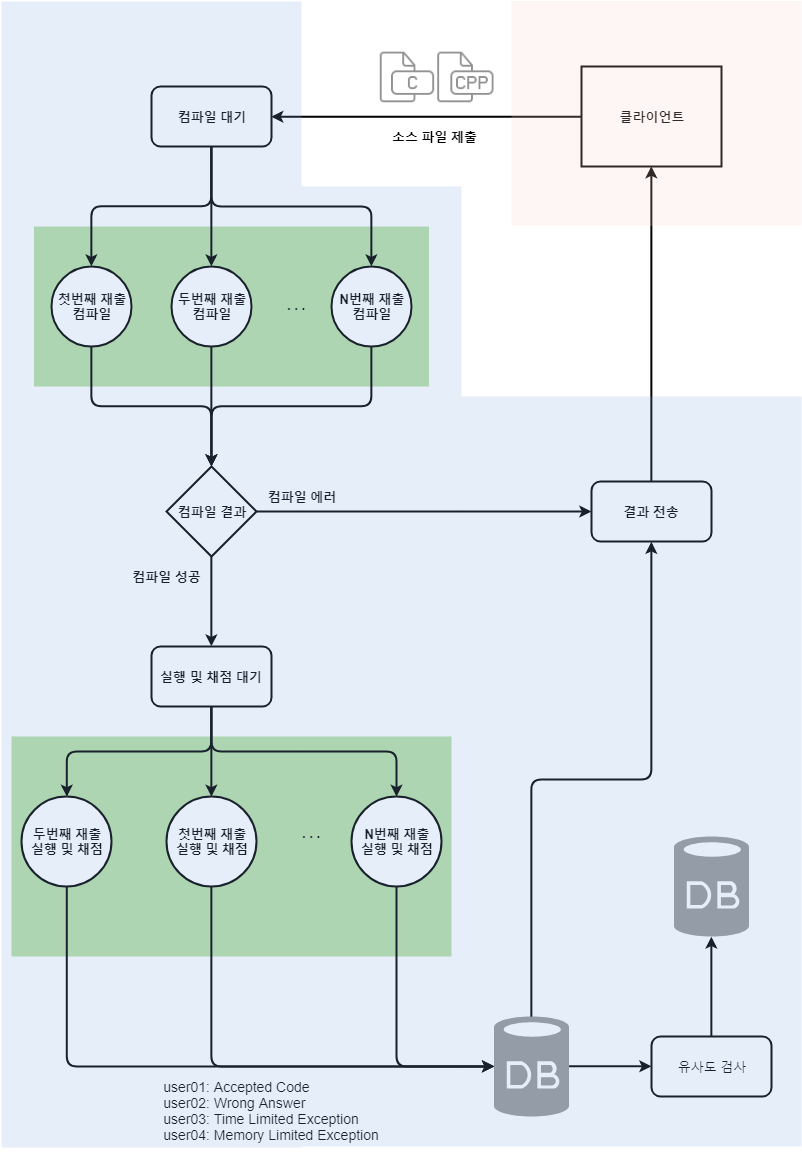 C
CPP
컴파일 대기
클라이언트
소스 파일 제출
첫번째 재출
컴파일
두번째 재출
컴파일
...
N번째 재출
컴파일
컴파일 결과
컴파일 에러
결과 전송
컴파일 성공
실행 및 채점 대기
두번째 재출
실행 및 채점
첫번째 재출
실행 및 채점
...
N번째 재출
실행 및 채점
DB
DB
유사도 검사
user01: Accepted Code
user02: Wrong Answer
user03: Time Limited Exception
user04: Memory Limited Exception